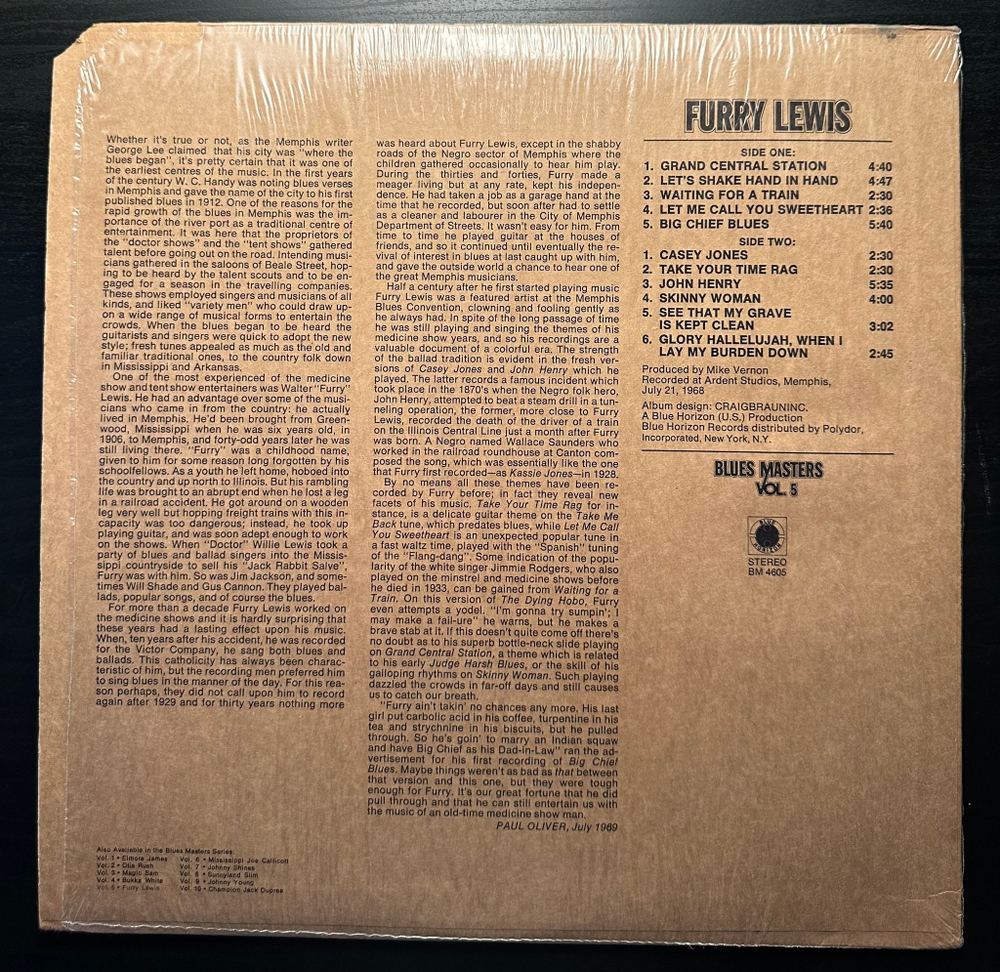 Whether it's true or not, as the Memphis writer
George Lee claimed that his city was "where the
blues began", it's pretty certain that it was one of
the earliest centres of the music. In the first years
of the century W. C. Handy was noting blues verses
in Memphis and gave the name of the city to his first
published blues in 1912. One of the reasons for the
rapid growth of the blues in Memphis was the im-
portance of the river port as a traditional centre of
entertainment. It was here that the proprietors of
the "doctor shows" and the "tent shows" gathered
talent before going out on the road. Intending musi-
cians gathered in the saloons of Beale Street, hop-
ing to be heard by the talent scouts and to be en-
gaged for a season in the travelling companies.
These shows employed singers and musicians of all
kinds, and liked "variety men" who could draw up-
on a wide range of musical forms to entertain the
crowds. When the blues began to be heard the
guitarists and singers were quick to adopt the new
style; fresh tunes appealed as much as the old and
familiar traditional ones, to the country folk down
in Mississippi and Arkansas.
One of the most experienced of the medicine
show and tent show entertainers was Walter "Furry"
Lewis. He had an advantage over some of the musi-
cians who came in from the country: he actually
lived in Memphis. He'd been brought from Green-
wood, Mississippi when he was six years old, in
1906, to Memphis, and forty-odd years later he was
still living there. "Furry" was a childhood name,
given to him for some reason long forgotten by his
schoolfellows. As a youth he left home, hoboed into
the country and up north to Illinois. But his rambling
life was brought to an abrupt end when he lost a leg
in a railroad accident. He got around on a wooden
leg very well but hopping freight trains with this in-
capacity was too dangerous; instead, he took up
playing guitar, and was soon adept enough to work
on the shows. When "Doctor" Willie Lewis took a
party of blues and ballad singers into the Missis-
sippi countryside to sell his "Jack Rabbit Salve",
Furry was with him. So was Jim Jackson, and some-
times Will Shade and Gus Cannon. They played bal-
lads, popular songs, and of course the blues.
For more than a decade Furry Lewis worked on
the medicine shows and it is hardly surprising that
these years had a lasting effect upon his music.
When, ten years after his accident, he was recorded
for the Victor Company, he sang both blues and
ballads. This catholicity has always been charac-
teristic of him, but the recording men preferred him
to sing blues in the manner of the day. For this rea-
son perhaps, they did not call upon him to record
again after 1929 and for thirty years nothing more
was heard about Furry Lewis, except in the shabby
roads of the Negro sector of Memphis where the
children gathered occasionally to hear him play.
During the thirties and forties, Furry made a
meager living but at any rate, kept his indepen-
dence. He had taken a job as a garage hand at the
time that he recorded, but soon after had to settle
as a cleaner and labourer in the City of Memphis
Department of Streets. It wasn't easy for him. From
time to time he played guitar at the houses of
friends, and so it continued until eventually the re-
vival of interest in blues at last caught up with him,
and gave the outside world a chance to hear one of
the great Memphis musicians.
Half a century after he first started playing music
Furry Lewis was a featured artist at the Memphis
Blues Convention, clowning and fooling gently as
he always had. In spite of the long passage of time
he was still playing and singing the themes of his
medicine show years, and so his recordings are a
valuable document of a colorful era. The strength
of the ballad tradition is evident in the fresh ver-
sions of Casey Jones and John Henry which he
played. The latter records a famous incident which
took place in the 1870's when the Negro folk hero,
John Henry, attempted to beat a steam drill in a tun-
neling operation, the former, more close to Furry
Lewis, recorded the death of the driver of a train
on the Illinois Central Line just a month after Furry
was born. A Negro named Wallace Saunders who
worked in the railroad roundhouse at Canton com-
posed the song, which was essentially like the one
that Furry first recorded—as Kassie Jones—in 1928.
By no means all these themes have been re-
corded by Furry before; in fact they reveal new
facets of his music. Take Your Time Rag for in-
stance, is a delicate guitar theme on the Take Me
Back tune, which predates blues, while Let Me Call
You Sweetheart is an unexpected popular tune in
a fast waltz time, played with the "Spanish" tuning
of the "Flang-dang". Some indication of the popu-
larity of the white singer Jimmie Rodgers, who also
played on the minstrel and medicine shows before
he died in 1933, can be gained from Waiting for a
Train. On this version of The Dying Hobo, Furry
even attempts a yodel. "I'm gonna try sumpin'; I
may make a fail-ure" he warns, but he makes a
brave stab at it. If this doesn't quite come off there's
no doubt as to his superb bottle-neck slide playing
on Grand Central Station, a theme which is related
to his early Judge Harsh Blues, or the skill of his
galloping rhythms on Skinny Woman. Such playing
dazzled the crowds in far-off days and still causes
us to catch our breath.
"Furry ain't takin' no chances any more. His last
girl put carbolic acid in his coffee, turpentine in his
tea and strychnine in his biscuits, but he pulled
through. So he's goin' to marry an Indian squaw
and have Big Chief as his Dad-in-Law" ran the ad-
vertisement for his first recording of Big Chief
Blues. Maybe things weren't as bad as that between
that version and this one, but they were tough
enough for Furry. It's our great fortune that he did
pull through and that he can still entertain us with
the music of an old-time medicine show man.
PAUL OLIVER, July 1969
FURRY LEWIS
SIDE ONE:
1. GRAND CENTRAL STATION 4:40
2. LET'S SHAKE HAND IN HAND 4:47
3. WAITING FOR A TRAIN 2:30
4. LET ME CALL YOU SWEETHEART 2:36
5. BIG CHIEF BLUES 5:40
SIDE TWO:
1. CASEY JONES 2:30
2. TAKE YOUR TIME RAG 2:30
3. JOHN HENRY 5:35
4. SKINNY WOMAN 4:00
5. SEE THAT MY GRAVE
IS KEPT CLEAN 3:02
6. GLORY HALLELUJAH, WHEN I
LAY MY BURDEN DOWN 2:45
Produced by Mike Vernon
Recorded at Ardent Studios, Memphis,
July 21, 1968
Album design: CRAIGBRAUNINC.
A Blue Horizon (U.S.) Production
Blue Horizon Records distributed by Polydor,
Incorporated, New York, N.Y.
BLUES MASTERS
VOL. 5
BLUE
HORIZON
STEREO
BM 4605
Also Available in the Blues Masters Series:
Vol. 1 • Elmore James Vol. 6 • Mississippi Joe Callicott
Vol. 2 • Otis Rush Vol. 7 • Johnny Shines
Vol. 3 • Magic Sam Vol. 8 • Sunnyland Slim
Vol. 4 • Bukka White Vol. 9 • Johnny Young
Vol. 5 • Furry Lewis Vol. 10 • Champion Jack Dupree